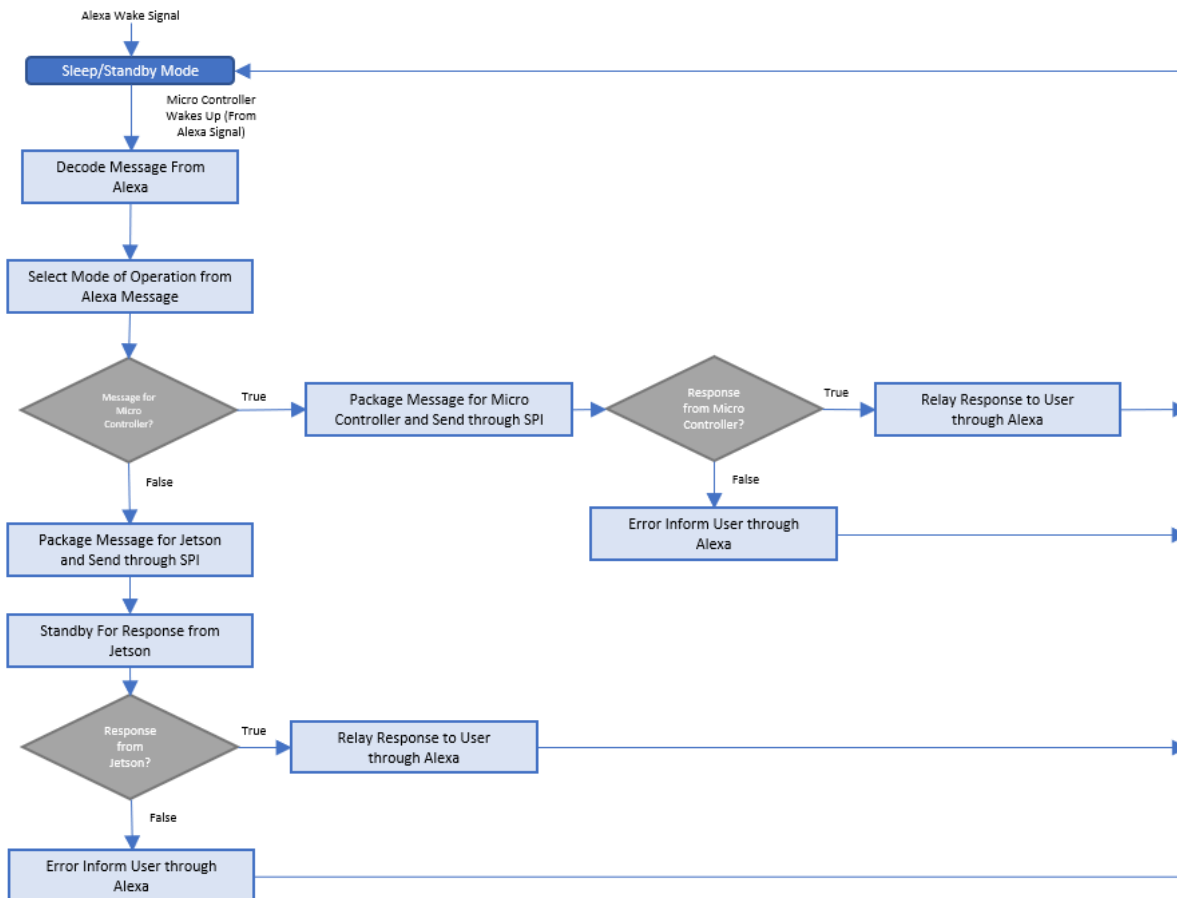 Alexa Wake Signal
Sleep/Standby Mode
Micro Controller
Wakes Up (From
Alexa Signal)
Decode Message From
Alexa
Select Mode of Operation from
Alexa Message
Message for
Micro
Controller?
True
Package Message for Micro
Controller and Send through SPI
Response
from Micro
Controller?
True
Relay Response to User
through Alexa
False
False
Error Inform User through
Alexa
Package Message for Jetson
and Send through SPI
Standby For Response from
Jetson
Response
from
Jetson?
True
Relay Response to User
through Alexa
False
Error Inform User through
Alexa